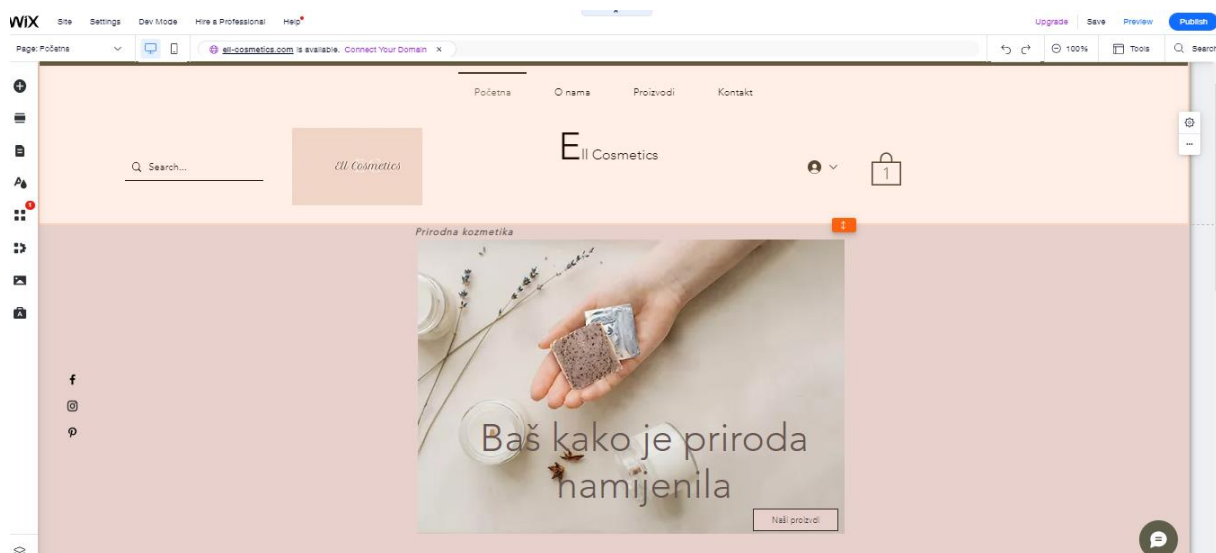 WiX Site Settings Dev Mode Hire a Professional Help Upgrade Save Preview Publish
Page: Početna ell-cosmetics.com is available. Connect Your Domain × 100% Tools Search
Početna O nama Proizvodi Kontakt
Search... Ell Cosmetics Ell Cosmetics 1
1
Prirodna kozmetika
Baš kako je priroda
namijenila
Naši proizvdi